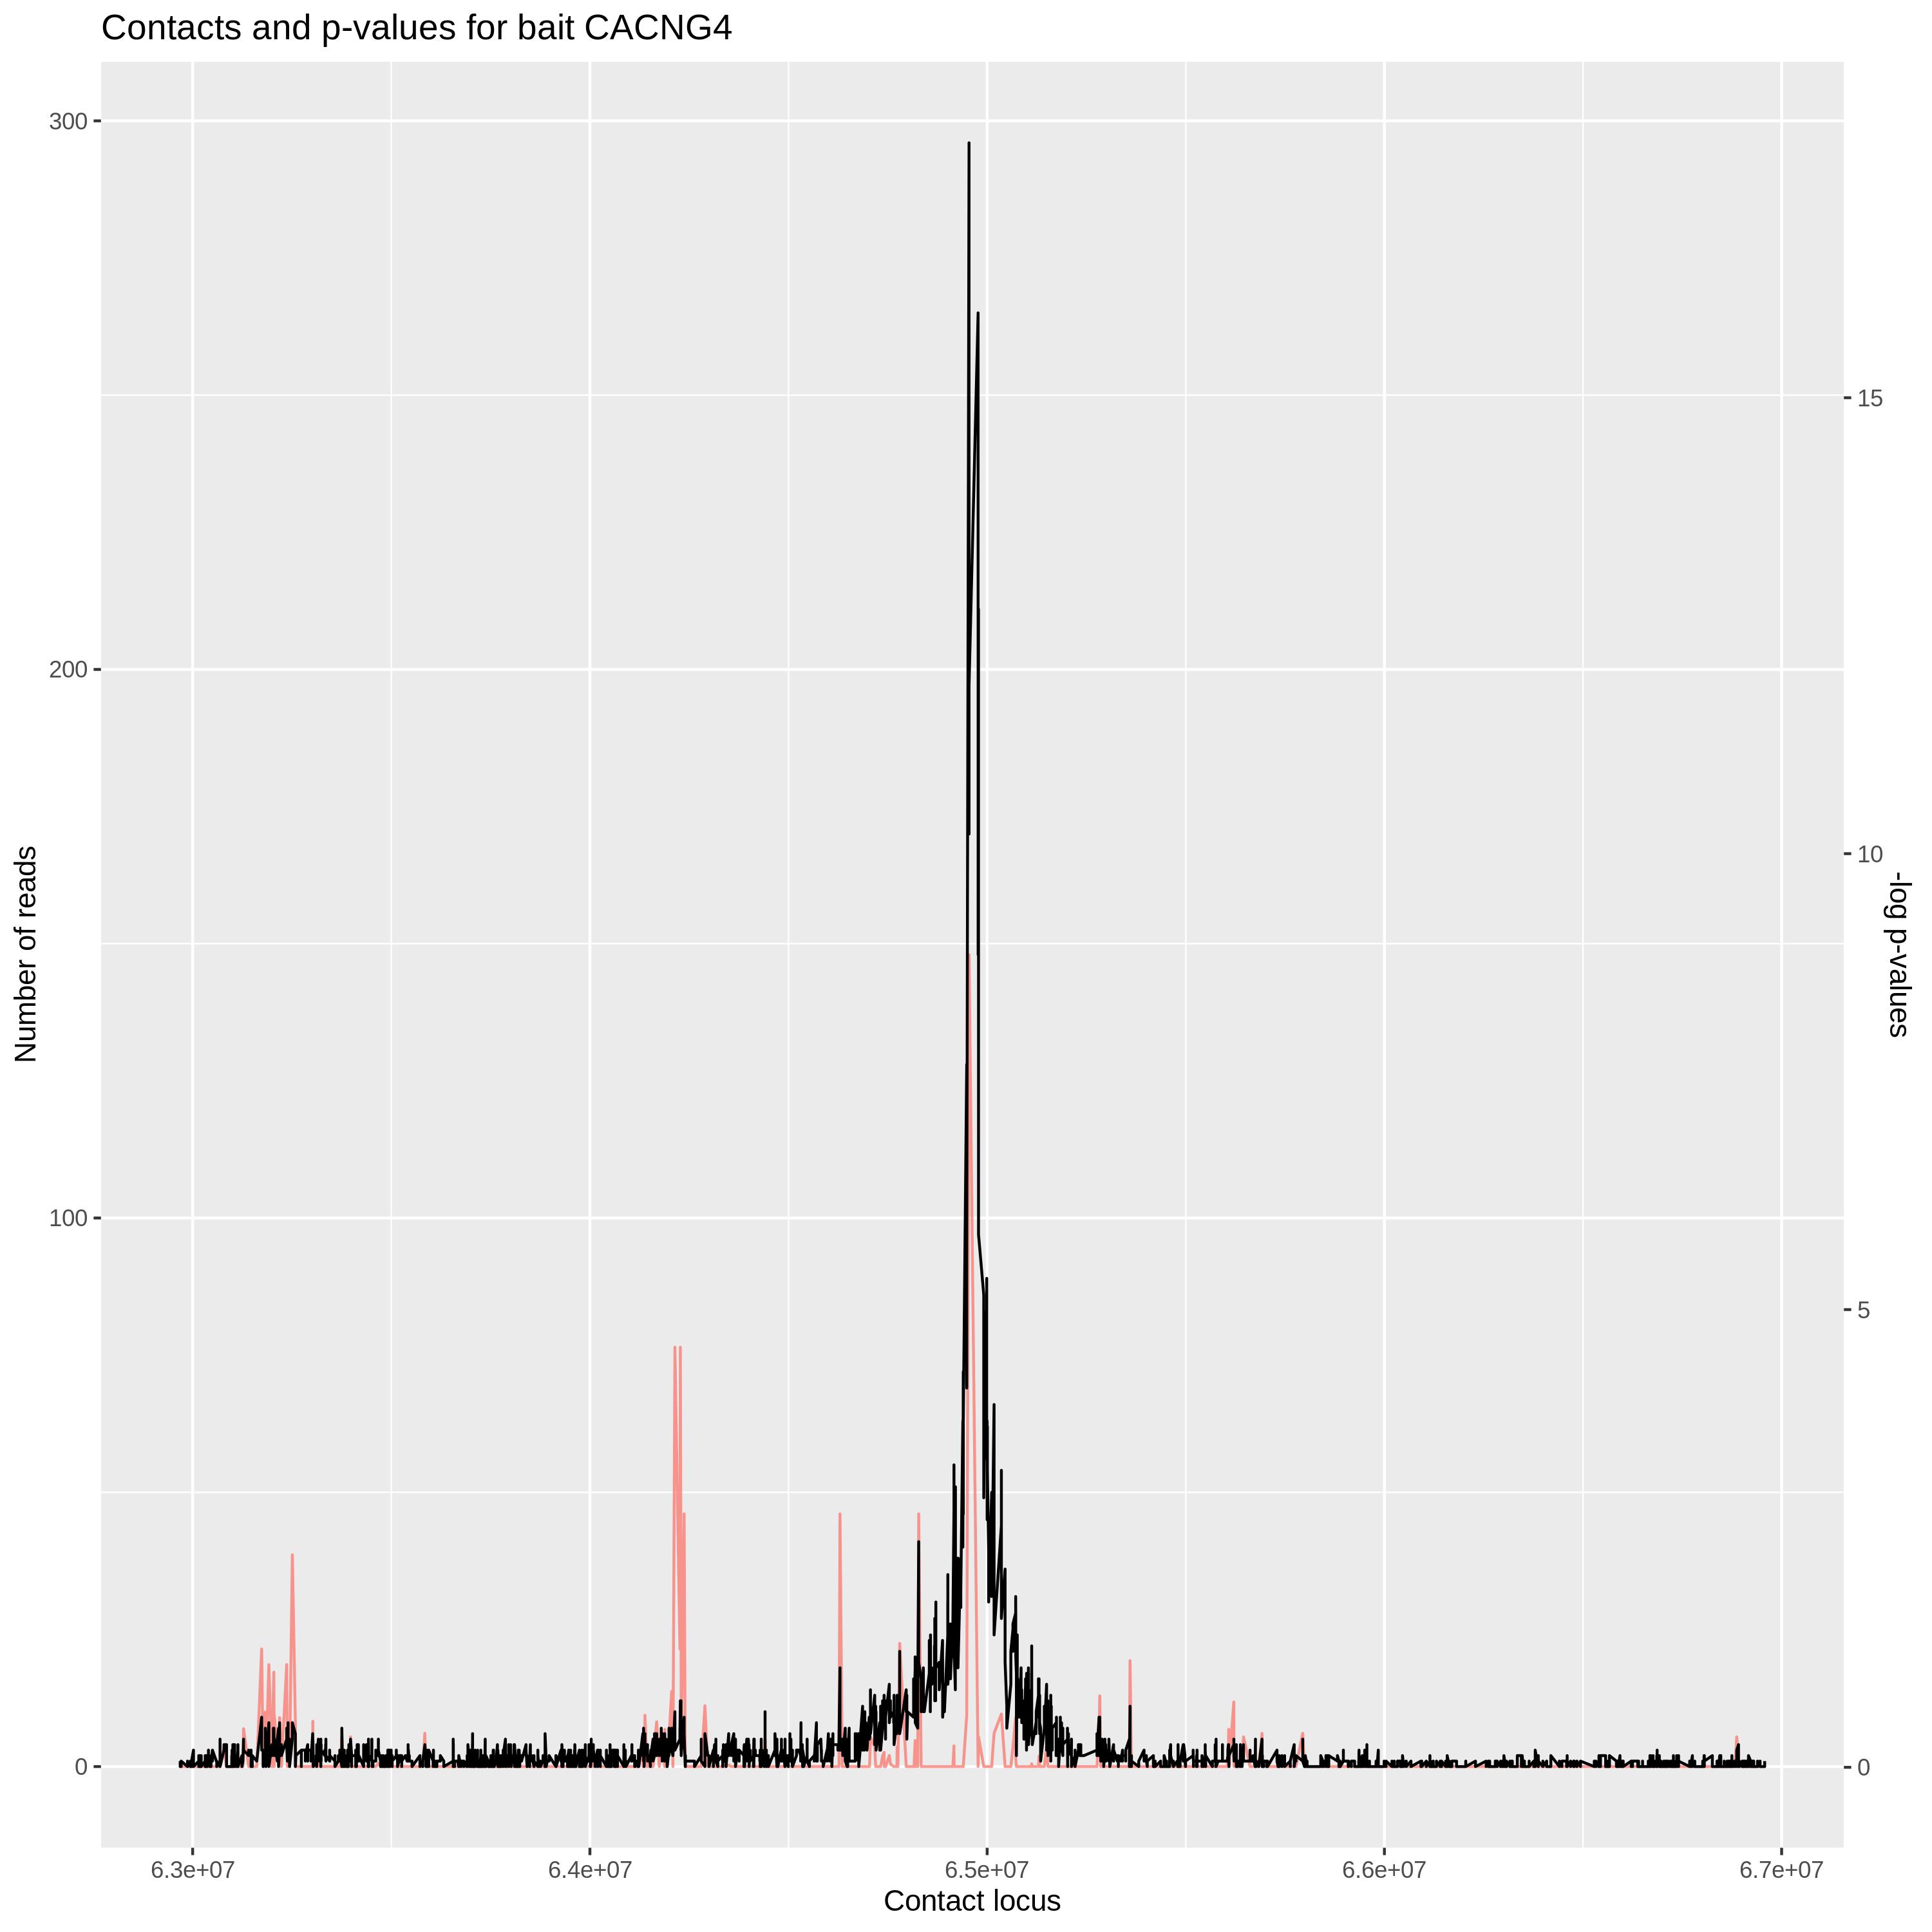 Contacts and p-values for bait CACNG4
300
200
100
0
Number of reads
15
10
5
0
-log p-values
6.3e+07
6.4e+07
6.5e+07
6.6e+07
6.7e+07
Contact locus